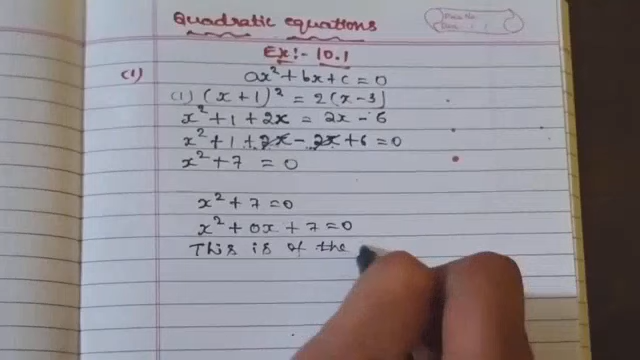 Quadratic equations
Ex:- 10.1
(1) ax² + bx + c = 0
(1) (x + 1)² = 2(x - 3)
x² + 1 + 2x = 2x - 6
x² + 1 + 2x - 2x + 6 = 0
x² + 7 = 0
x² + 7 = 0
x² + 0x + 7 = 0
This is of the